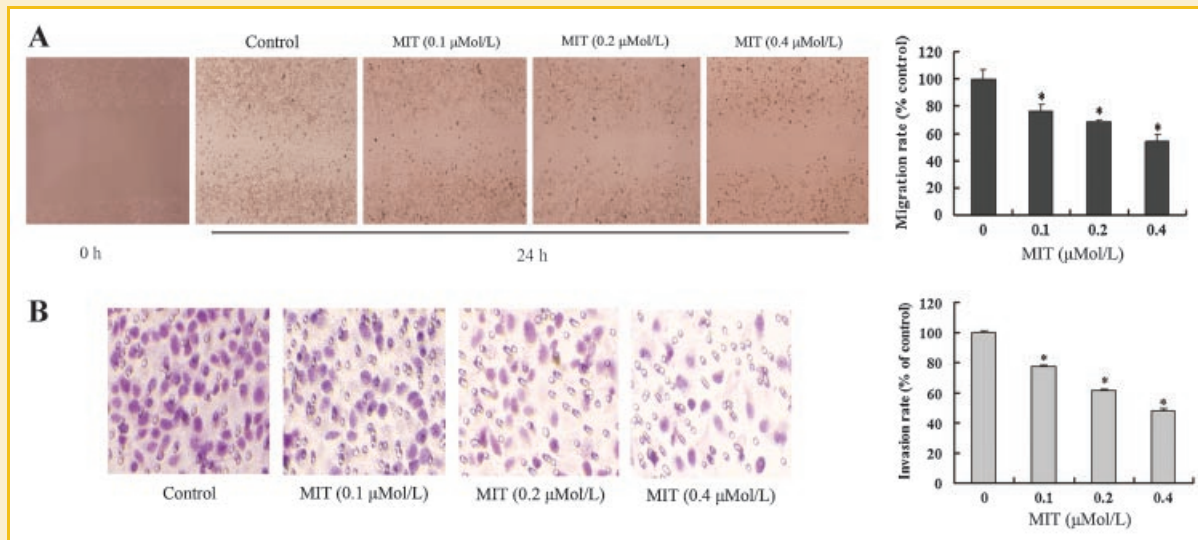 A
Control
MIT (0.1 μMol/L)
MIT (0.2 μMol/L)
MIT (0.4 μMol/L)
0 h
24 h
Migration rate (% control)
120
100
80
60
40
20
0
*
*
*
0
0.1
0.2
0.4
MIT (μMol/L)
B
Control
MIT (0.1 μMol/L)
MIT (0.2 μMol/L)
MIT (0.4 μMol/L)
Invasion rate (% of control)
120
100
80
60
40
20
0
*
*
*
0
0.1
0.2
0.4
MIT (μMol/L)